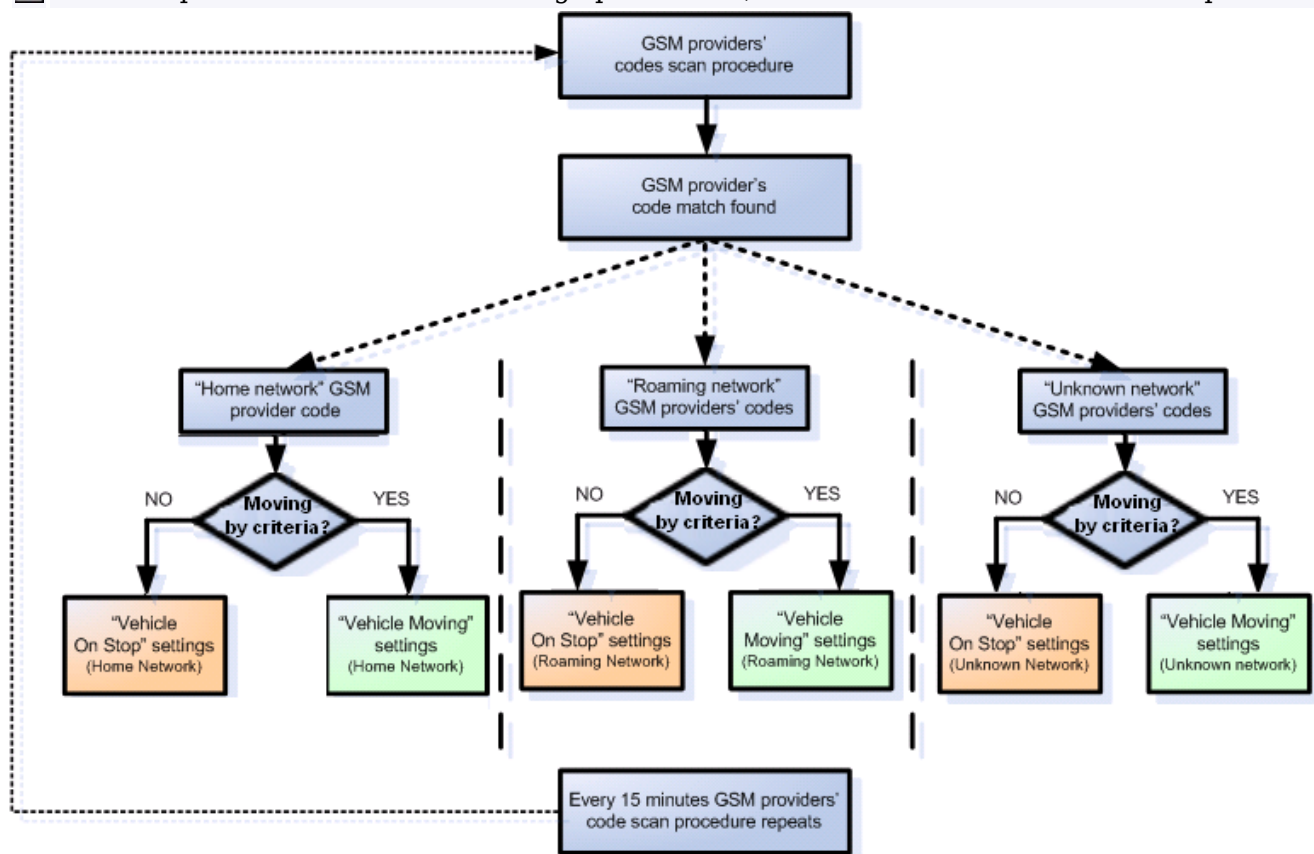 GSM providers'
codes scan procedure
GSM provider's
code match found
"Home network" GSM
provider code
"Roaming network"
GSM providers' codes
"Unknown network"
GSM providers' codes
NO
Moving
by criteria?
YES
NO
Moving
by criteria?
YES
NO
Moving
by criteria?
YES
"Vehicle
On Stop" settings
(Home Network)
"Vehicle Moving"
settings
(Home Network)
"Vehicle
On Stop" settings
(Roaming Network)
"Vehicle
Moving" settings
(Roaming Network)
"Vehicle
On Stop" settings
(Unknown Network)
"Vehicle Moving"
settings
(Unknown network)
Every 15 minutes GSM providers'
code scan procedure repeats